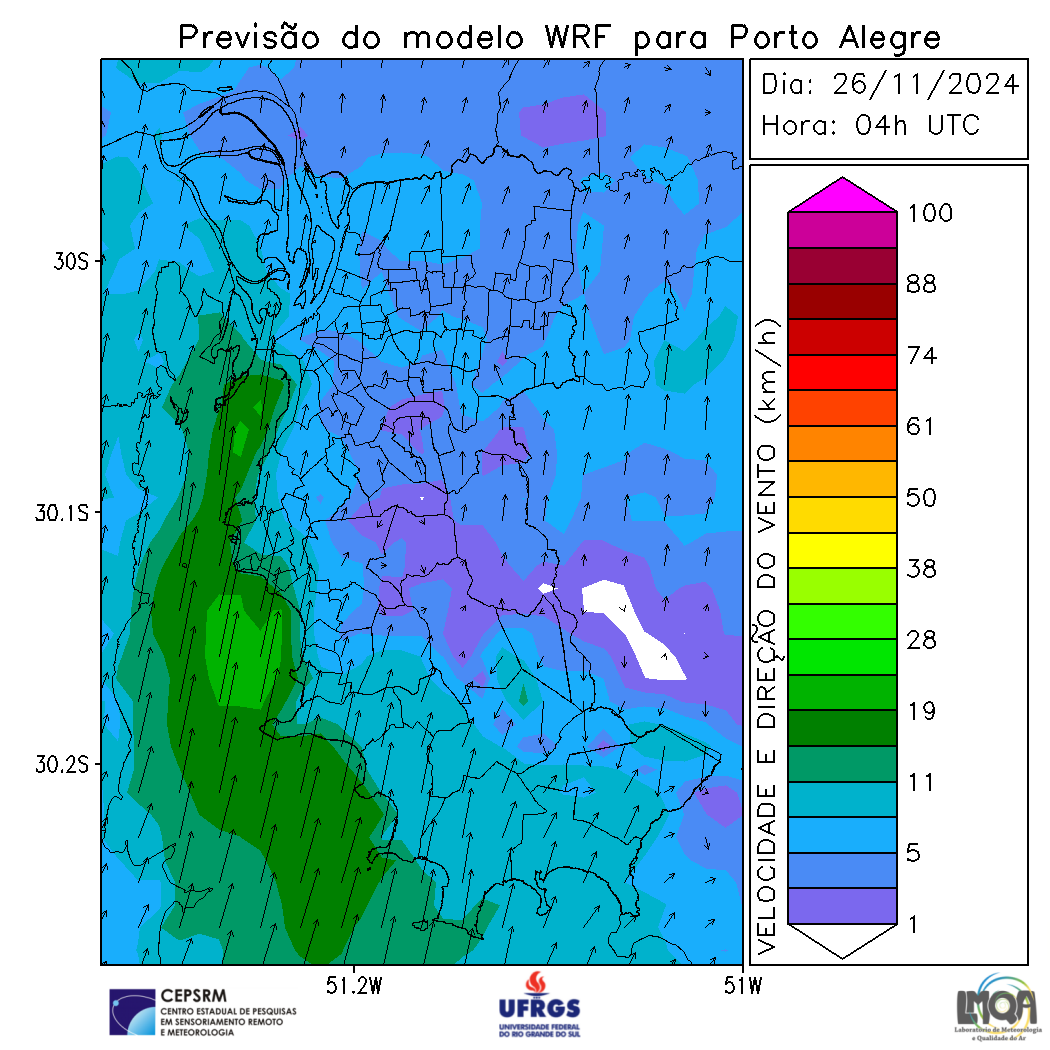 Previsão do modelo WRF para Porto Alegre
Dia: 26/11/2024
Hora: 04h UTC
30S
30.1S
30.2S
51.2W
51W
VELOCIDADE E DIREÇÃO DO VENTO (km/h)
100
88
74
61
50
38
28
19
11
5
1
CEPSRM
CENTRO ESTADUAL DE PESQUISAS
EM SENSORIAMENTO REMOTO
E METEOROLOGIA
UFRGS
UNIVERSIDADE FEDERAL
DO RIO GRANDE DO SUL
LMQA
Laboratório de Meteorologia
e Qualidade do Ar